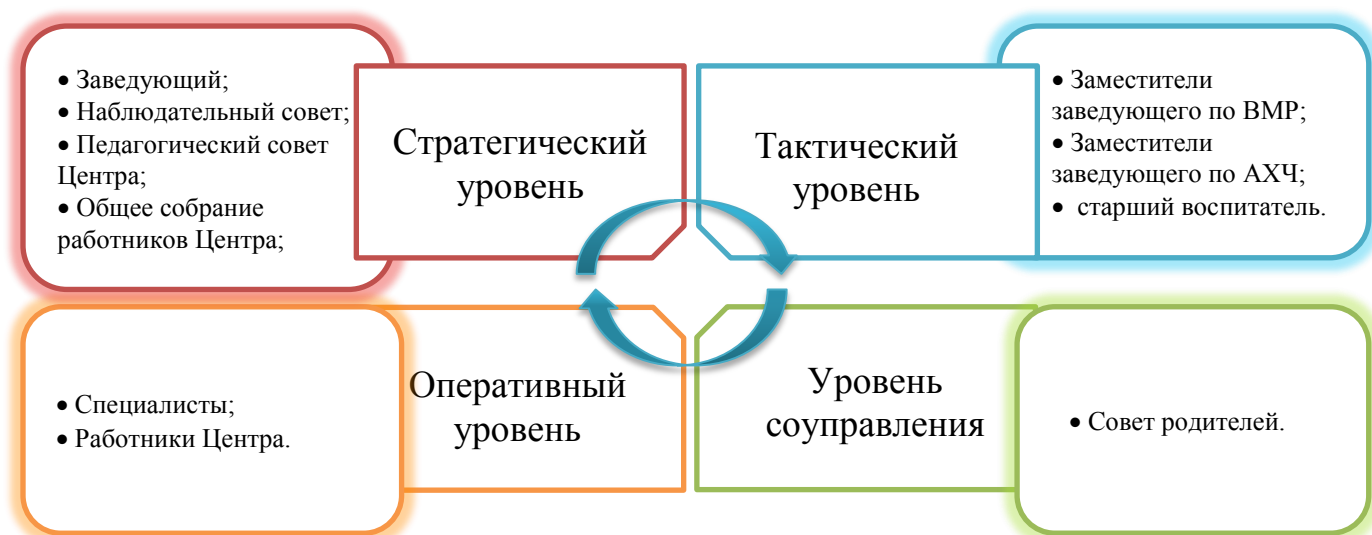 • Заведующий;
• Наблюдательный совет;
• Педагогический совет
Центра;
• Общее собрание
работников Центра;
Стратегический
уровень
Тактический
уровень
• Заместители
заведующего по ВМР;
• Заместители
заведующего по АХЧ;
• старший воспитатель.
• Специалисты;
• Работники Центра.
Оперативный
уровень
Уровень
соуправления
• Совет родителей.